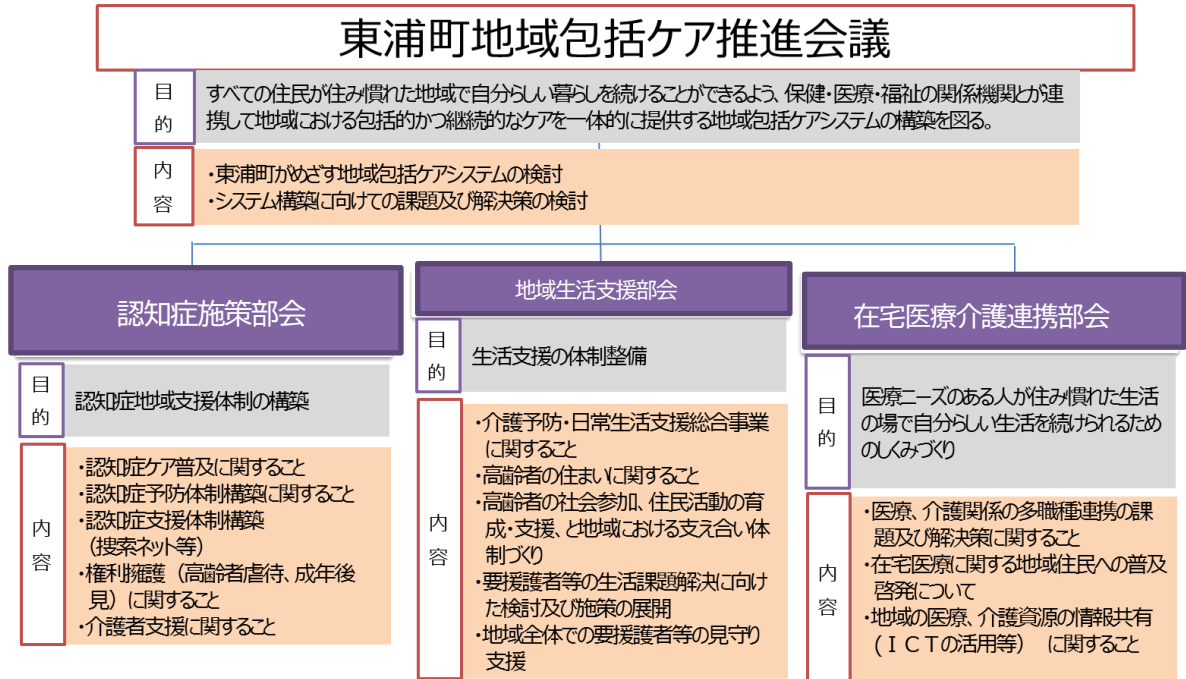 東浦町地域包括ケア推進会議
目的
すべての住民が住み慣れた地域で自分らしい暮らしを続けることができるよう、保健・医療・福祉の関係機関とが連
携して地域における包括的かつ継続的なケアを一体的に提供する地域包括ケアシステムの構築を図る。
内容
・東浦町がめざす地域包括ケアシステムの検討
・システム構築に向けての課題及び解決策の検討
認知症施策部会
目的
認知症地域支援体制の構築
内容
・認知症ケア普及に関すること
・認知症予防体制構築に関すること
・認知症支援体制構築
（捜索ネット等）
・権利擁護（高齢者虐待、成年後
見）に関すること
・介護者支援に関すること
地域生活支援部会
目的
生活支援の体制整備
内容
・介護予防・日常生活支援総合事業
に関すること
・高齢者の住まいに関すること
・高齢者の社会参加、住民活動の育
成・支援、と地域における支え合い体
制づくり
・要援護者等の生活課題解決に向け
た検討及び施策の展開
・地域全体での要援護者等の見守り
支援
在宅医療介護連携部会
目的
医療ニーズのある人が住み慣れた生活
の場で自分らしい生活を続けられるため
のしくみづくり
内容
・医療、介護関係の多職種連携の課
題及び解決策に関すること
・在宅医療に関する地域住民への普及
啓発について
・地域の医療、介護資源の情報共有
(ＩＣＴの活用等)　に関すること